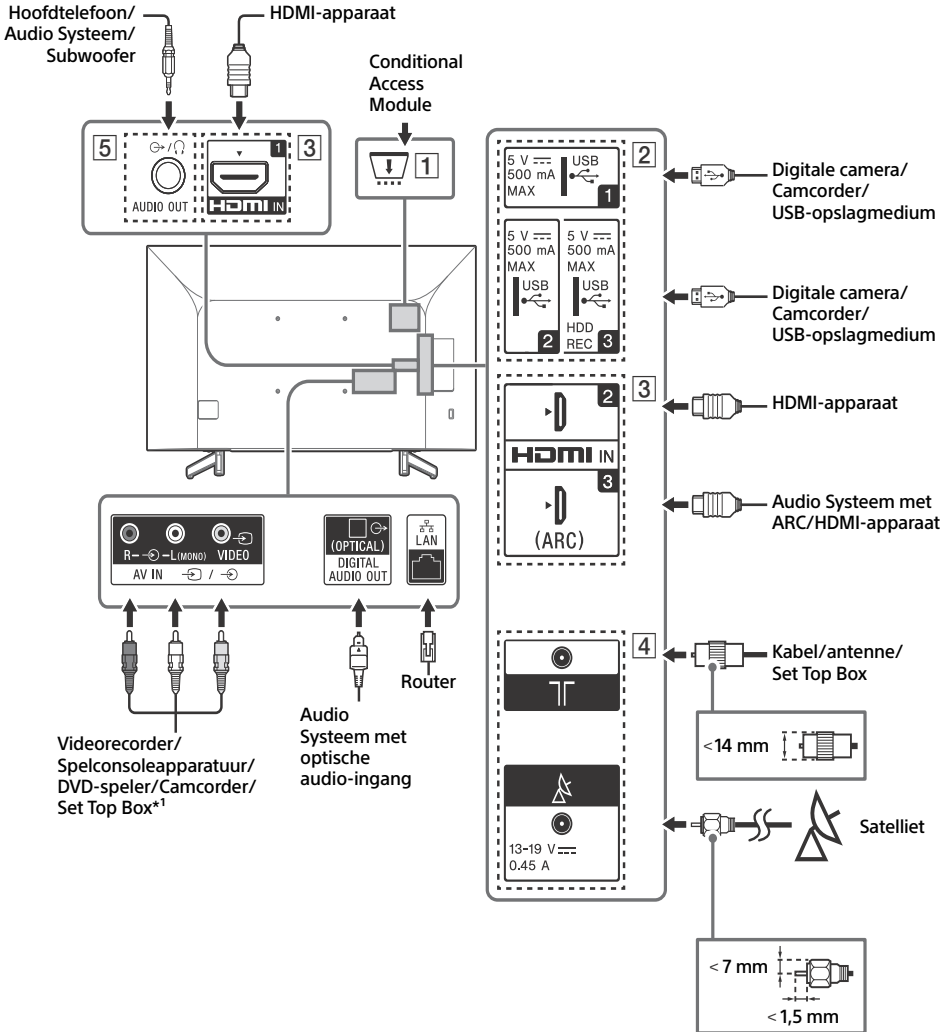 Hoofdtelefoon/
Audio Systeem/
Subwoofer
HDMI-apparaat
Conditional
Access
Module
5
AUDIO OUT
1
HDMI IN
3
1
2
5 V
500 mA
MAX
USB
1
Digitale camera/
Camcorder/
USB-opslagmedium
5 V
500 mA
MAX
USB
2
5 V
500 mA
MAX
USB
HDD
REC 3
Digitale camera/
Camcorder/
USB-opslagmedium
3
2
HDMI IN
3
(ARC)
HDMI-apparaat
Audio Systeem met
ARC/HDMI-apparaat
R
L(MONO)
VIDEO
AV IN
/
(OPTICAL)
DIGITAL
AUDIO OUT
LAN
Videorecorder/
Spelconsoleapparatuur/
DVD-speler/Camcorder/
Set Top Box*1
Audio
Systeem met
optische
audio-ingang
Router
4
Kabel/antenne/
Set Top Box
<14 mm
13-19 V
0.45 A
Satelliet
<7 mm
<1,5 mm